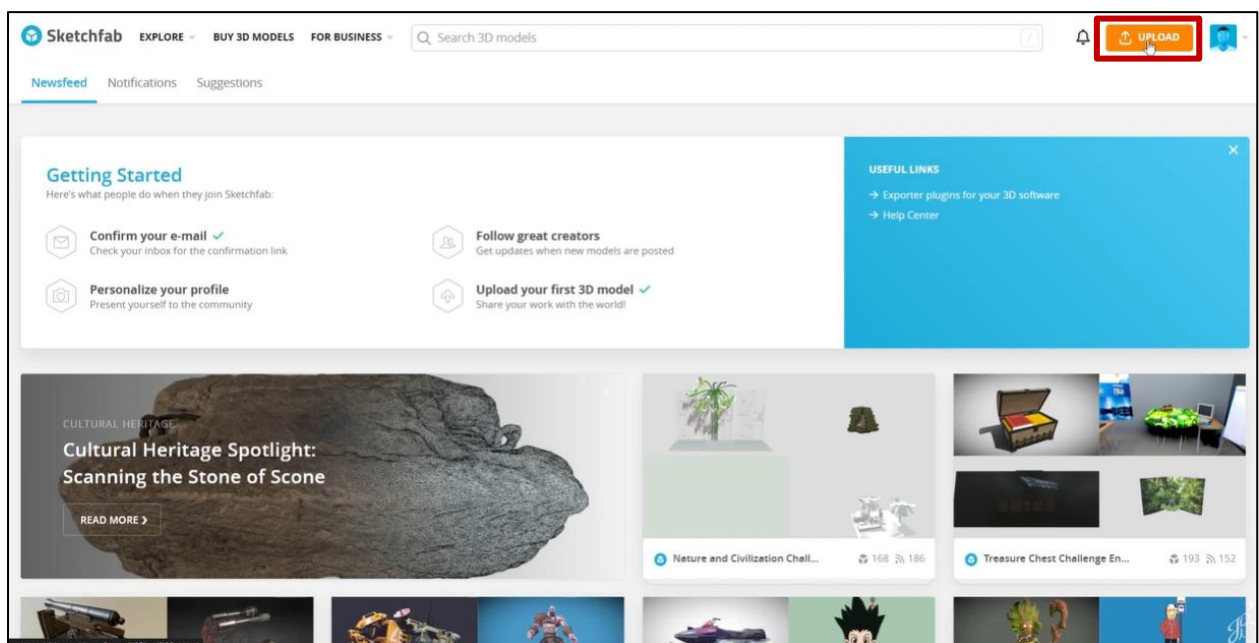 Sketchfab EXPLORE BUY 3D MODELS FOR BUSINESS Search 3D models / UPLOAD
Newsfeed Notifications Suggestions
Getting Started
Here's what people do when they join Sketchfab:
Confirm your e-mail ✓
Check your inbox for the confirmation link
Follow great creators
Get updates when new models are posted
Personalize your profile
Present yourself to the community
Upload your first 3D model ✓
Share your work with the world!
USEFUL LINKS
→ Exporter plugins for your 3D software
→ Help Center
CULTURAL HERITAGE
Cultural Heritage Spotlight:
Scanning the Stone of Scone
READ MORE ❯
Nature and Civilization Chall... 168 186
Treasure Chest Challenge En... 193 152